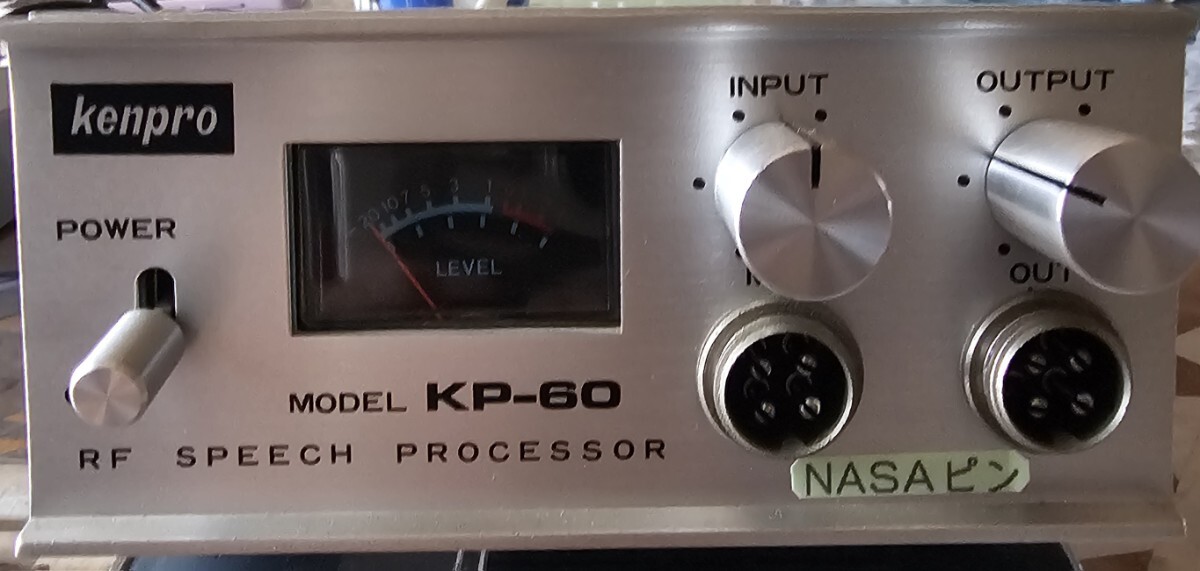 kenpro
POWER
20 10 7 5 3 1
LEVEL
MODEL KP-60
RF SPEECH PROCESSOR
INPUT
OUTPUT
OUT
NASAピン